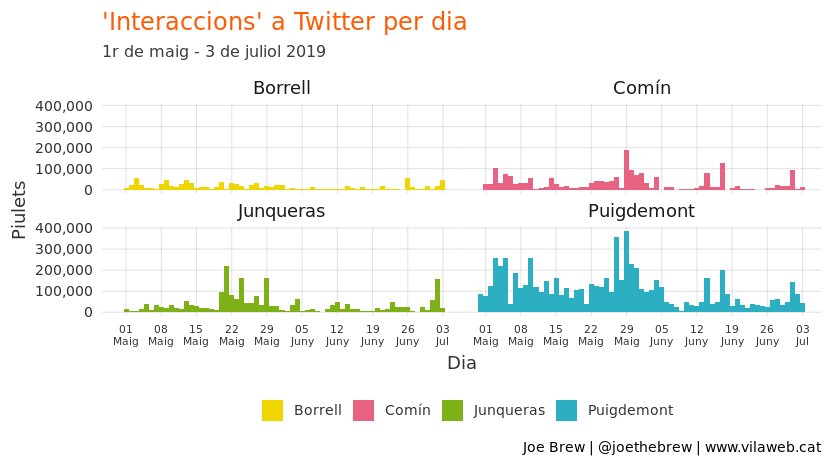 'Interaccions' a Twitter per dia
1r de maig - 3 de juliol 2019
Borrell
Comín
400,000
300,000
200,000
100,000
0
Junqueras
Puigdemont
400,000
300,000
200,000
100,000
0
Piulets
01 Maig
08 Maig
15 Maig
22 Maig
29 Maig
05 Juny
12 Juny
19 Juny
26 Juny
03 Jul
01 Maig
08 Maig
15 Maig
22 Maig
29 Maig
05 Juny
12 Juny
19 Juny
26 Juny
03 Jul
Dia
Borrell
Comín
Junqueras
Puigdemont
Joe Brew | @joethebrew | www.vilaweb.cat